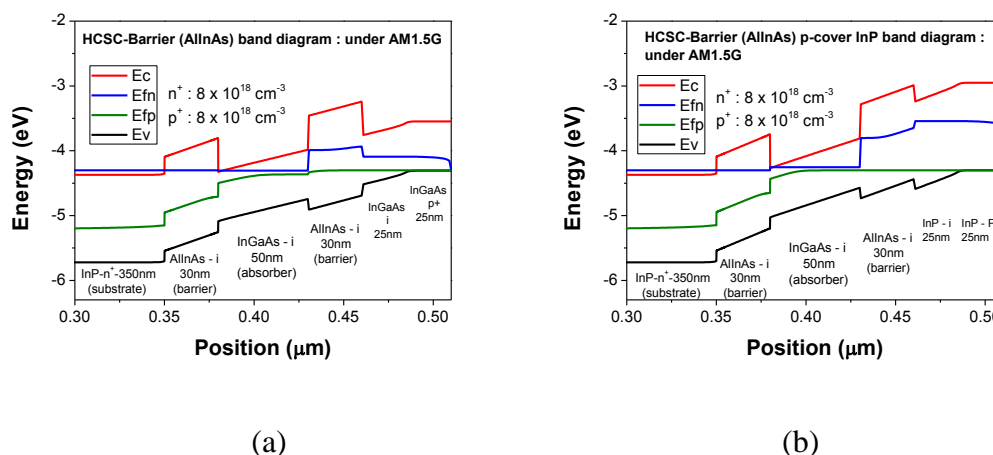 HCSC-Barrier (AlInAs) band diagram : under AM1.5G
Ec
Efn
Efp
Ev
n+ : 8 x 10^18 cm^-3
p+ : 8 x 10^18 cm^-3
-2
-3
-4
-5
-6
Energy (eV)
InP-n+-350nm
(substrate)
AlInAs - i
30nm
(barrier)
InGaAs - i
50nm
(absorber)
AlInAs - i
30nm
(barrier)
InGaAs
i
25nm
InGaAs
p+
25nm
0.30
0.35
0.40
0.45
0.50
Position (μm)
(a)
HCSC-Barrier (AlInAs) p-cover InP band diagram :
under AM1.5G
Ec
Efn
Efp
Ev
n+ : 8 x 10^18 cm^-3
p+ : 8 x 10^18 cm^-3
-2
-3
-4
-5
-6
Energy (eV)
InP-n+-350nm
(substrate)
AlInAs - i
30nm
(barrier)
InGaAs - i
50nm
(absorber)
AlInAs - i
30nm
(barrier)
InP - i
25nm
InP - P
25nm
0.30
0.35
0.40
0.45
0.50
Position (μm)
(b)